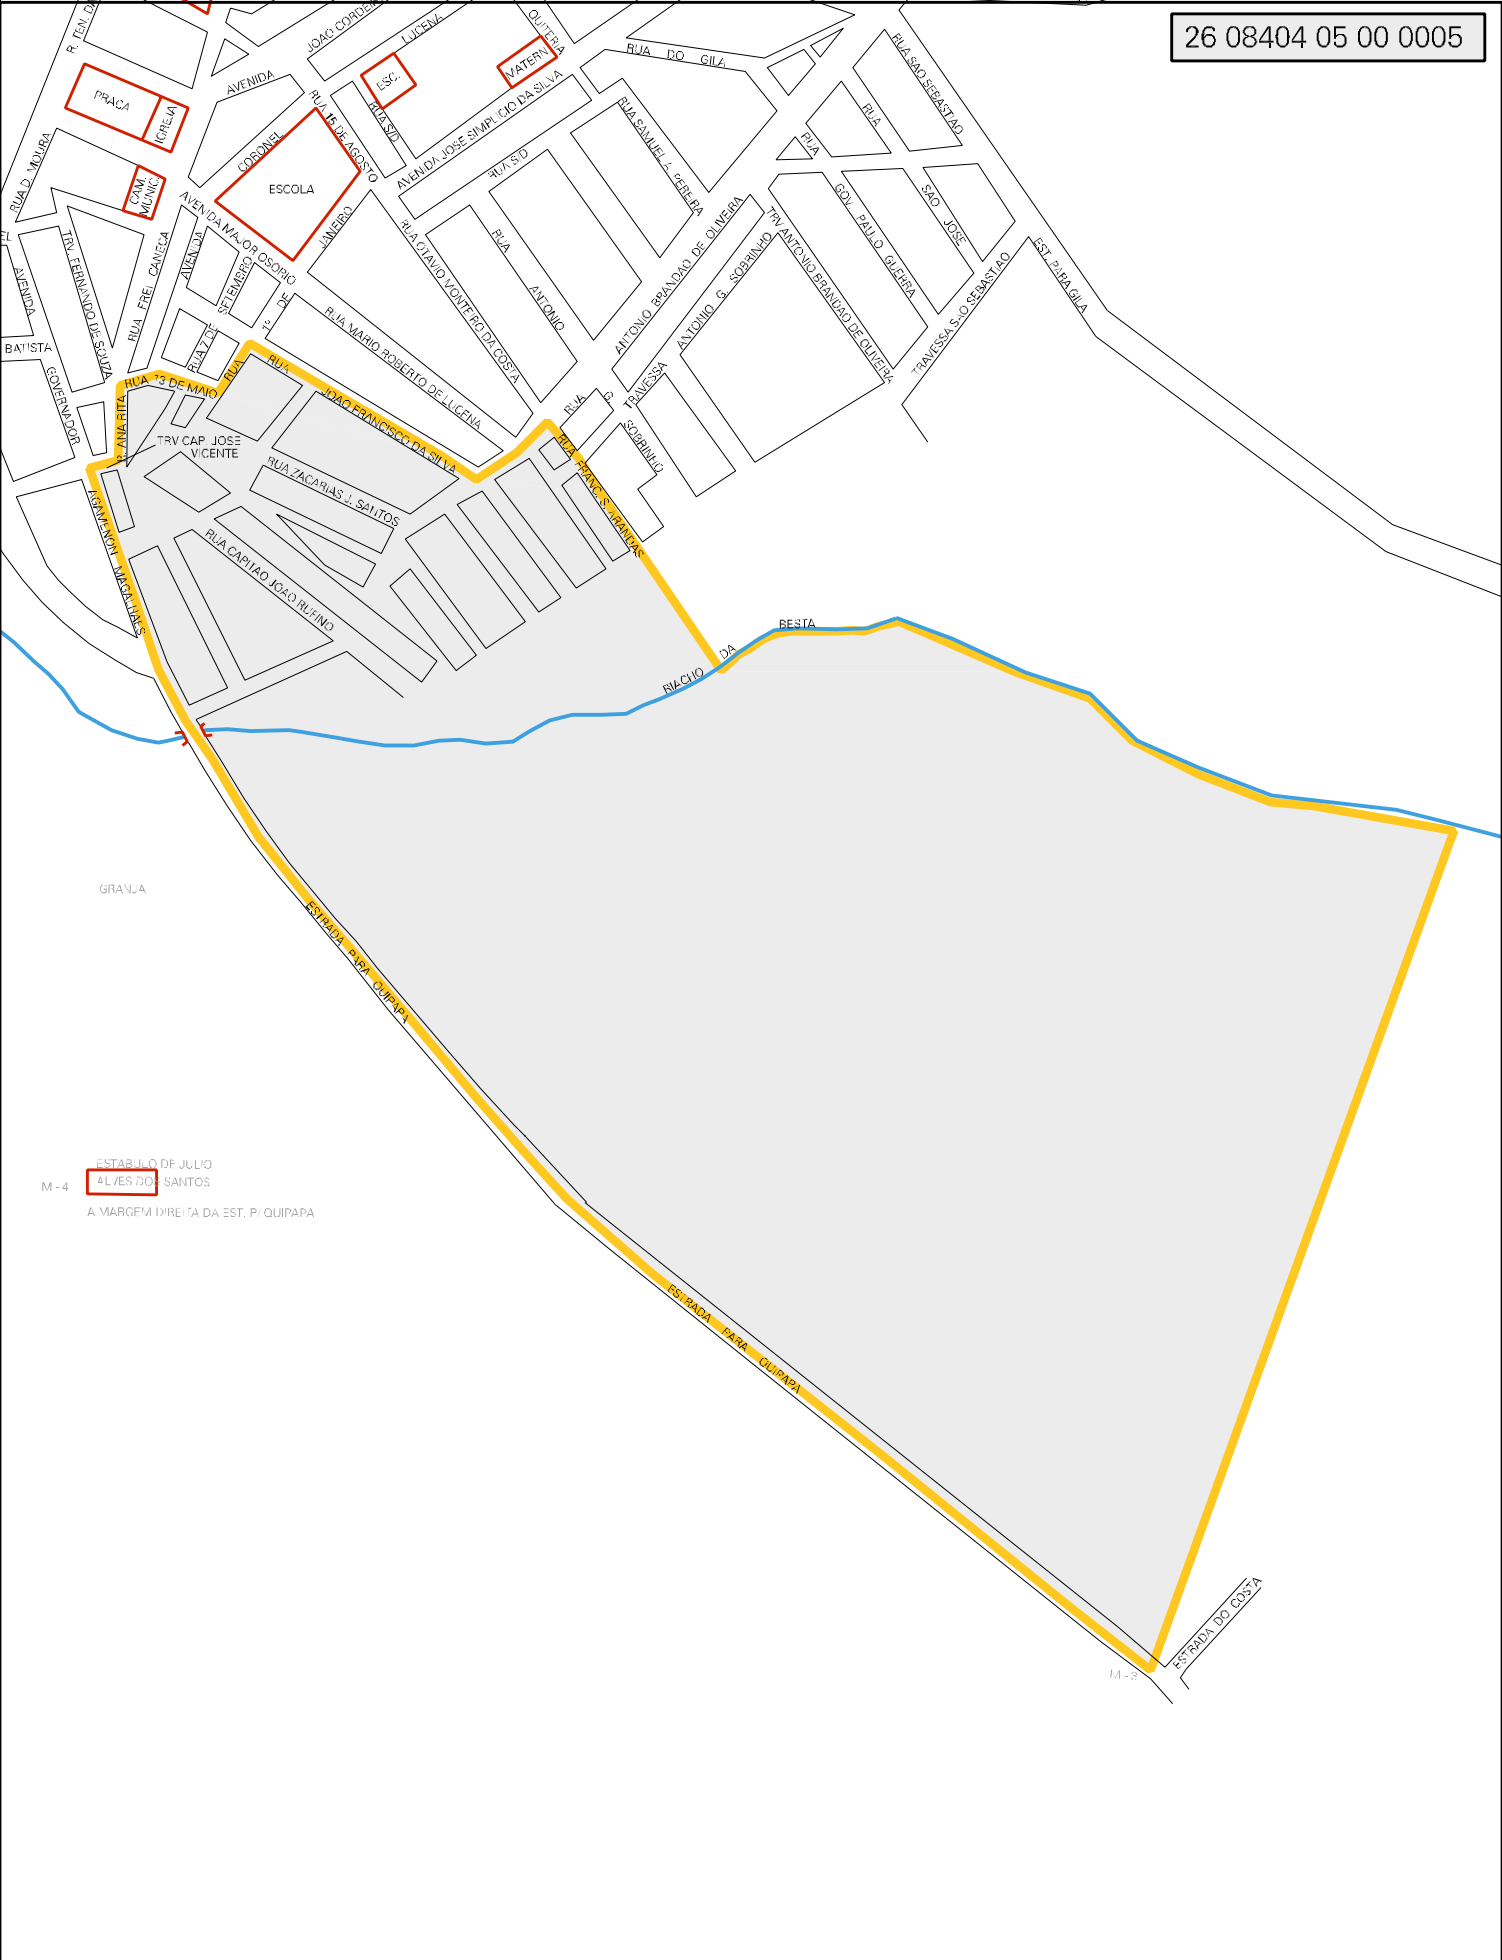 26 08404 05 00 0005
JOAO CORDEIR
LUCENA
QUITERIA
MATERN
ESC.
RUA DO GILA
RUA SAO SEBASTIAO
R. TEN. DA
PRACA
IGREJA
AVENIDA
CORONEL
RUA 15 DE AGOSTO
RUA S/D
AVENIDA JOSE SIMPLICIO DA SILVA
RUA S/D
RUA SAMUEL A. PEREIRA
RUA
RUA
RUA D. MOURA
CAM.
MUNIC.
ESCOLA
AVENIDA MAJOR OSORIO
JANEIRO
1º DE
RUA OTAVIO MONTEIRO DA COSTA
RUA ANTONIO
ANTONIO BRANDAO DE OLIVEIRA
TRAVESSA ANTONIO G. SOBRINHO
TRV ANTONIO BRANDAO DE OLIVEIRA
GOV. PAULO GUERRA
SAO JOSE
TRAVESSA SAO SEBASTIAO
EST. PARA GILA
EL
AVENIDA
BATISTA
GOVERNADOR
TRV. FERNANDO DE SOUZA
RUA FREI CANECA
AVENIDA
RUA 7 DE SETEMBRO
RUA MARIO ROBERTO DE LUCENA
RUA
RUA JOAO FRANCISCO DA SILVA
RUA 13 DE MAIO
R. ANA RITA
RUA G. SOBRINHO
TRV CAP. JOSE
VICENTE
RUA ZACARIAS J. SANTOS
RUA CAPITAO JOAO RUFINO
RUA FRANC. S. ARANDAS
AGAMENON MAGALHAES
RIACHO DA BESTA
GRANJA
ESTRADA PARA QUIPAPA
ESTABULO DE JULIO
M - 4
ALVES DOS SANTOS
A MARGEM DIREITA DA EST. P/ QUIPAPA
ESTRADA PARA QUIPAPA
ESTRADA DO COSTA
M - 3